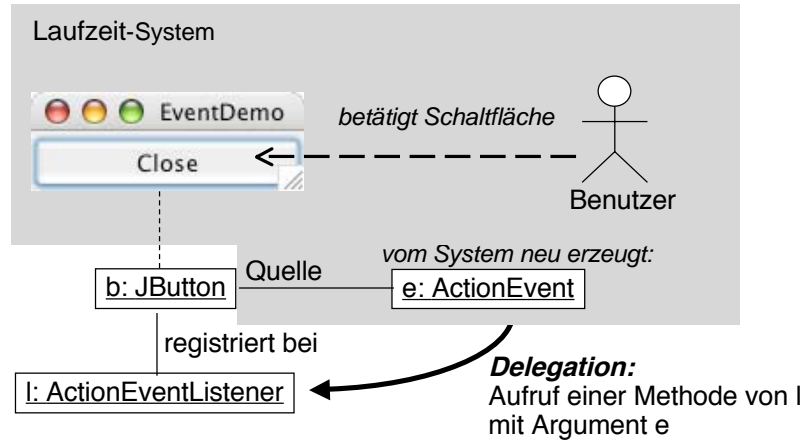 Laufzeit-System
EventDemo
betätigt Schaltfläche
Close
Benutzer
vom System neu erzeugt:
b: JButton
Quelle
e: ActionEvent
registriert bei
l: ActionEventListener
Delegation:
Aufruf einer Methode von l
mit Argument e